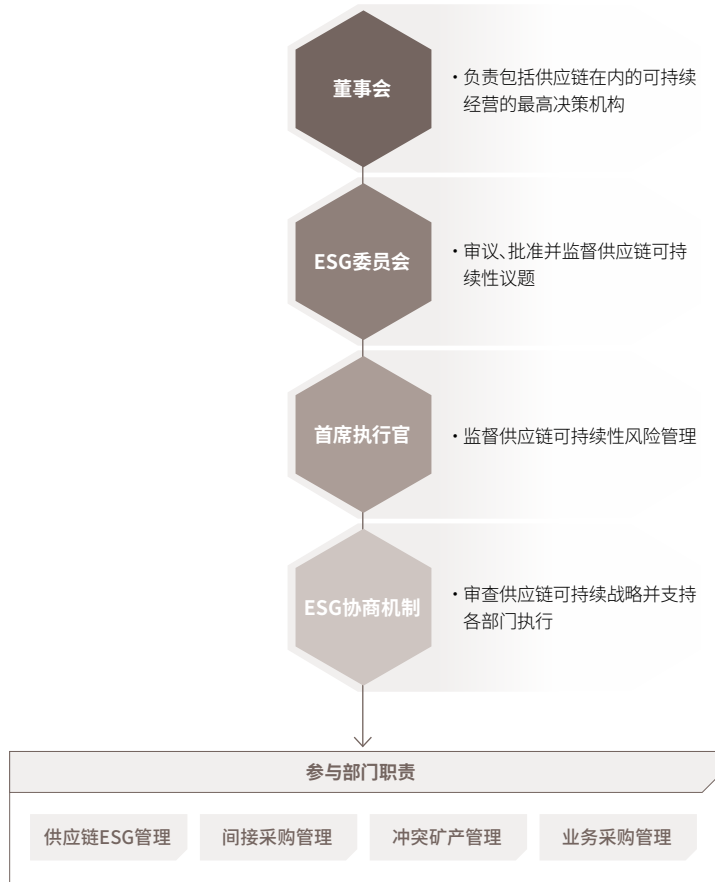 董事会
・负责包括供应链在内的可持续
经营的最高决策机构
ESG委员会
・审议、批准并监督供应链可持
续性议题
首席执行官
・监督供应链可持续性风险管理
ESG协商机制
・审查供应链可持续战略并支持
各部门执行
参与部门职责
供应链ESG管理
间接采购管理
冲突矿产管理
业务采购管理